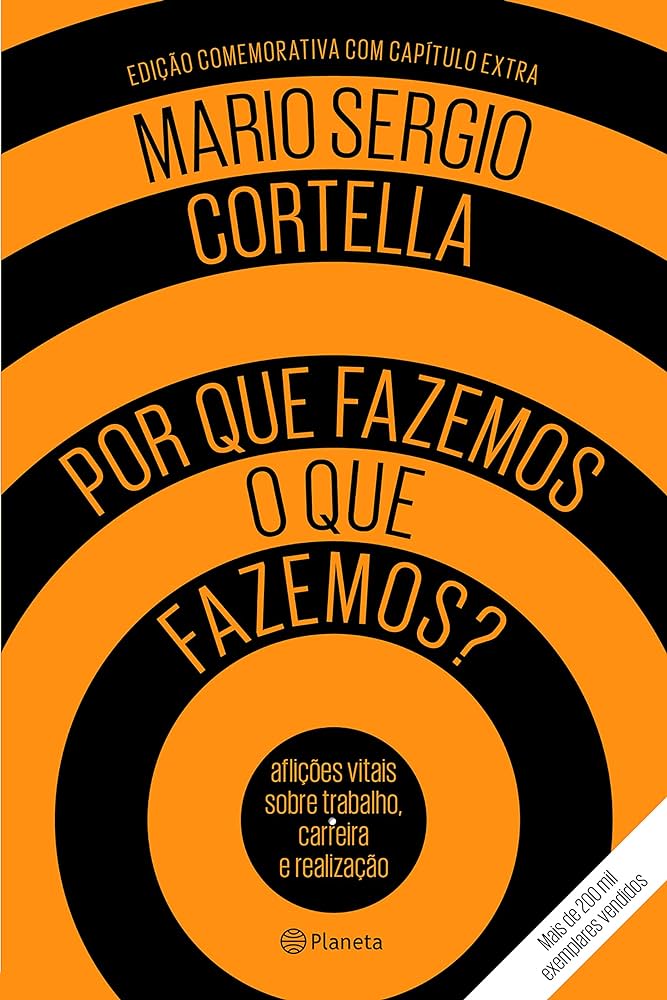 EDIÇÃO COMEMORATIVA COM CAPÍTULO EXTRA
MARIO SERGIO
CORTELLA
POR QUE FAZEMOS
O QUE
FAZEMOS?
aflições vitais
sobre trabalho,
carreira
e realização
Planeta
Mais de 200 mil
exemplares vendidos